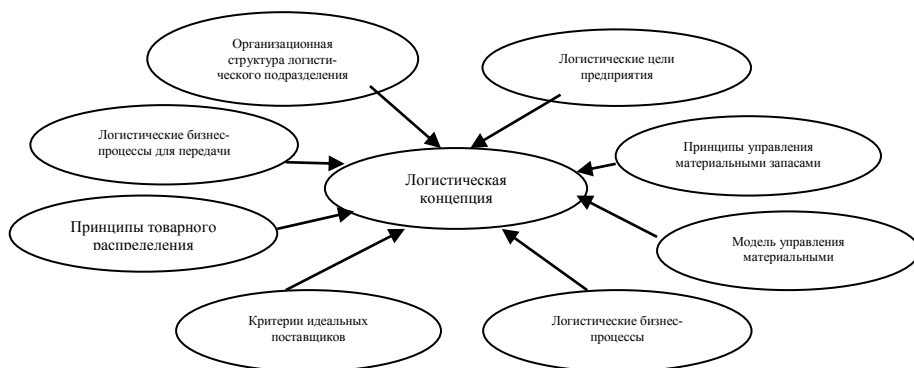 Организационная
структура логисти-
ческого подразделения
Логистические цели
предприятия
Логистические бизнес-
процессы для передачи
Принципы управления
материальными запасами
Логистическая
концепция
Принципы товарного
распределения
Модель управления
материальными
Критерии идеальных
поставщиков
Логистические бизнес-
процессы